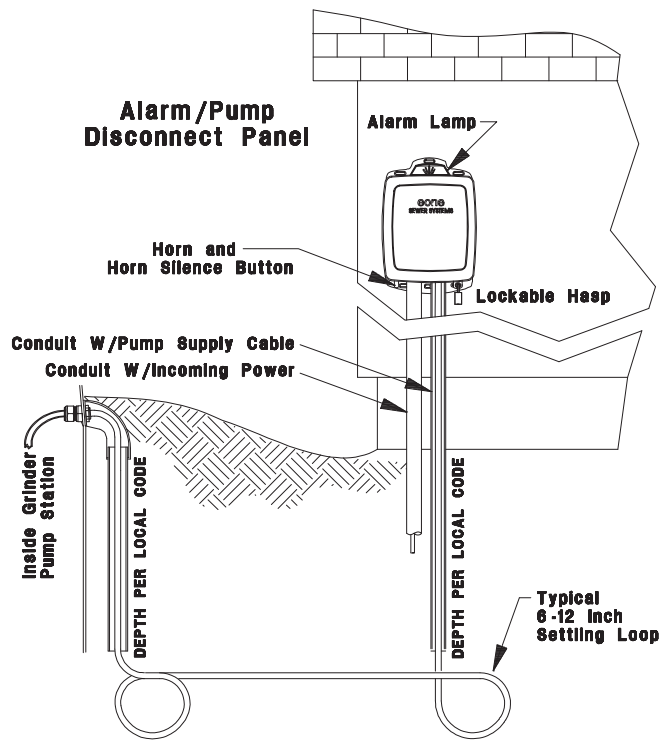 Alarm/Pump
Disconnect Panel
Alarm Lamp
eone
SEWER SYSTEMS
Horn and
Horn Silence Button
Lockable Hasp
Conduit W/Pump Supply Cable
Conduit W/Incoming Power
Inside Grinder
Pump Station
DEPTH PER LOCAL CODE
DEPTH PER LOCAL CODE
Typical
6-12 Inch
Settling Loop